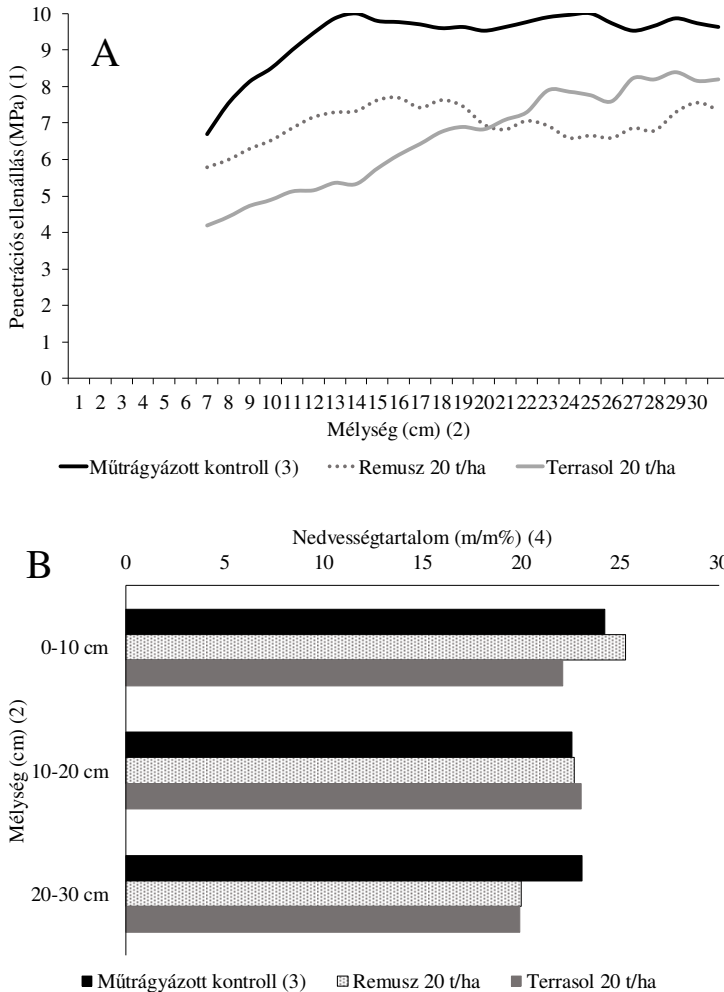 A
Penetrációs ellenállás (MPa) (1)
10
9
8
7
6
5
4
3
2
1
0
1 2 3 4 5 6 7 8 9 10 11 12 13 14 15 16 17 18 19 20 21 22 23 24 25 26 27 28 29 30
Mélység (cm) (2)
Műtrágyázott kontroll (3) Remusz 20 t/ha Terrasol 20 t/ha
B
Nedvességtartalom (m/m%) (4)
0 5 10 15 20 25 30
Mélység (cm) (2)
0-10 cm
10-20 cm
20-30 cm
Műtrágyázott kontroll (3) Remusz 20 t/ha Terrasol 20 t/ha